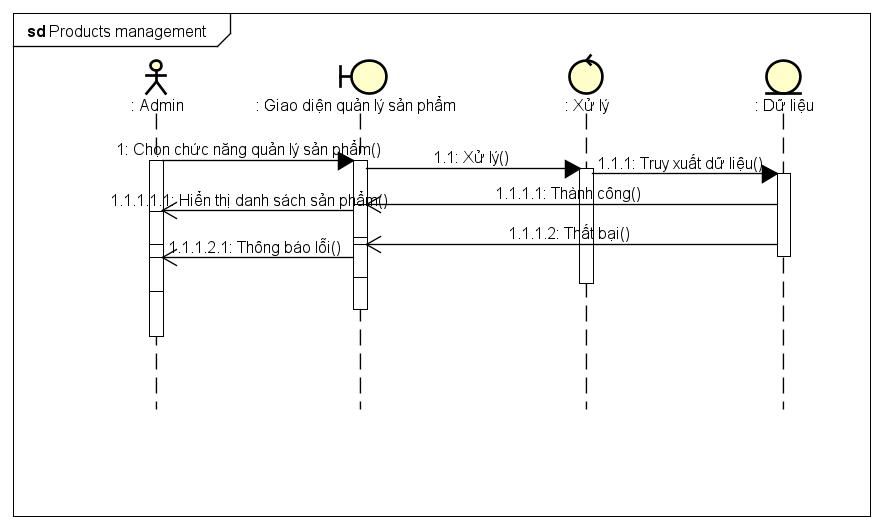 sd Products management
: Admin
: Giao diện quản lý sản phẩm
: Xử lý
: Dữ liệu
1: Chọn chức năng quản lý sản phẩm()
1.1: Xử lý()
1.1.1: Truy xuất dữ liệu()
1.1.1.1.1: Hiển thị danh sách sản phẩm()
1.1.1.1: Thành công()
1.1.1.2: Thất bại()
1.1.1.2.1: Thông báo lỗi()